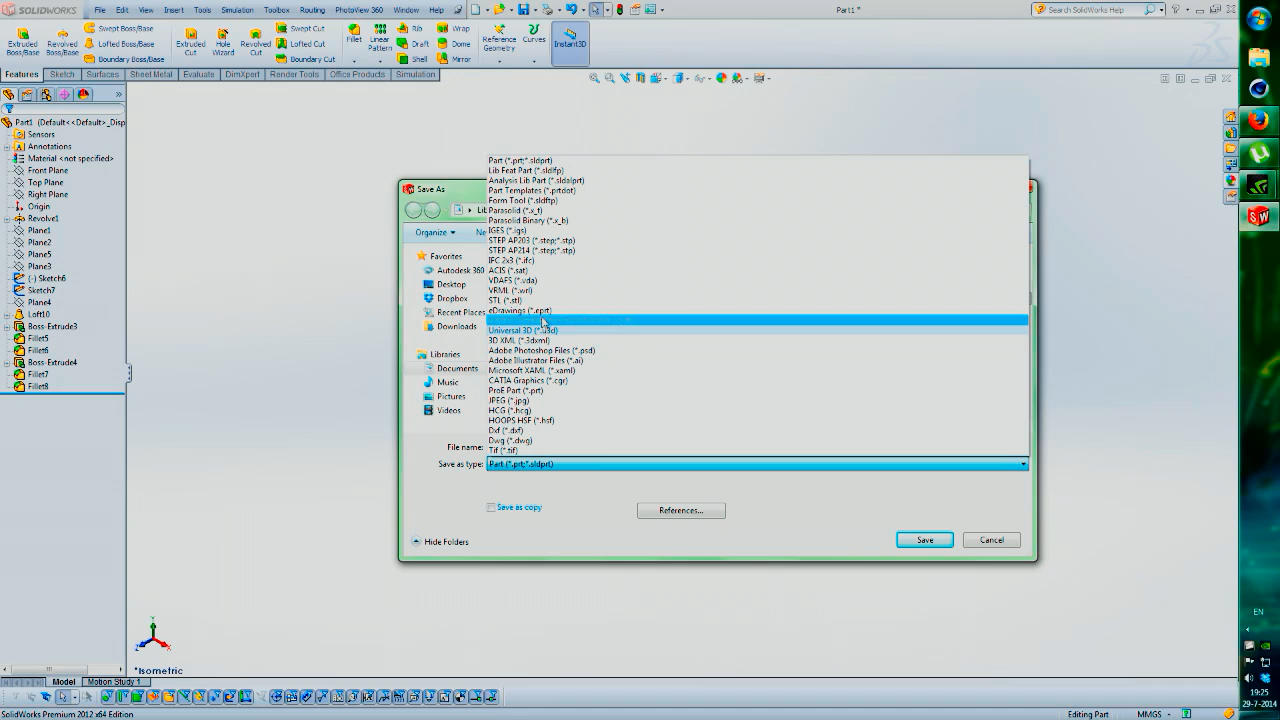 SOLIDWORKS
File Edit View Insert Tools Simulation Toolbox Routing PhotoView 360 Window Help
Part1 *
Search SolidWorks Help
Extruded Boss/Base
Revolved Boss/Base
Swept Boss/Base
Lofted Boss/Base
Boundary Boss/Base
Extruded Cut
Hole Wizard
Revolved Cut
Swept Cut
Lofted Cut
Boundary Cut
Fillet
Linear Pattern
Rib
Draft
Shell
Wrap
Dome
Mirror
Reference Geometry
Curves
Instant3D
Features Sketch Surfaces Sheet Metal Evaluate DimXpert Render Tools Office Products Simulation
Part1 (Default<<Default>_Disp
Sensors
Annotations
Material <not specified>
Front Plane
Top Plane
Right Plane
Origin
Revolve1
Plane1
Plane2
Plane5
Plane3
(-) Sketch6
Sketch7
Plane4
Loft10
Boss-Extrude3
Fillet5
Fillet6
Boss-Extrude4
Fillet7
Fillet8
Save As
Lib
Organize
Ne
Favorites
Autodesk 360
Desktop
Dropbox
Recent Places
Downloads
Libraries
Documents
Music
Pictures
Videos
Part (*.prt;*.sldprt)
Lib Feat Part (*.sldlfp)
Analysis Lib Part (*.sldalprt)
Part Templates (*.prtdot)
Form Tool (*.sldftp)
Parasolid (*.x_t)
Parasolid Binary (*.x_b)
IGES (*.igs)
STEP AP203 (*.step;*.stp)
STEP AP214 (*.step;*.stp)
IFC 2x3 (*.ifc)
ACIS (*.sat)
VDAFS (*.vda)
VRML (*.wrl)
STL (*.stl)
eDrawings (*.eprt)
Universal 3D (*.u3d)
3D XML (*.3dxml)
Adobe Photoshop Files (*.psd)
Adobe Illustrator Files (*.ai)
Microsoft XAML (*.xaml)
CATIA Graphics (*.cgr)
ProE Part (*.prt)
JPEG (*.jpg)
HCG (*.hcg)
HOOPS HSF (*.hsf)
Dxf (*.dxf)
Dwg (*.dwg)
Tif (*.tif)
File name:
Save as type: Part (*.prt;*.sldprt)
Save as copy
References...
Hide Folders
Save
Cancel
*Isometric
Model Motion Study 1
SolidWorks Premium 2012 x64 Edition
Editing Part
MMGS
EN
19:25
29-7-2014